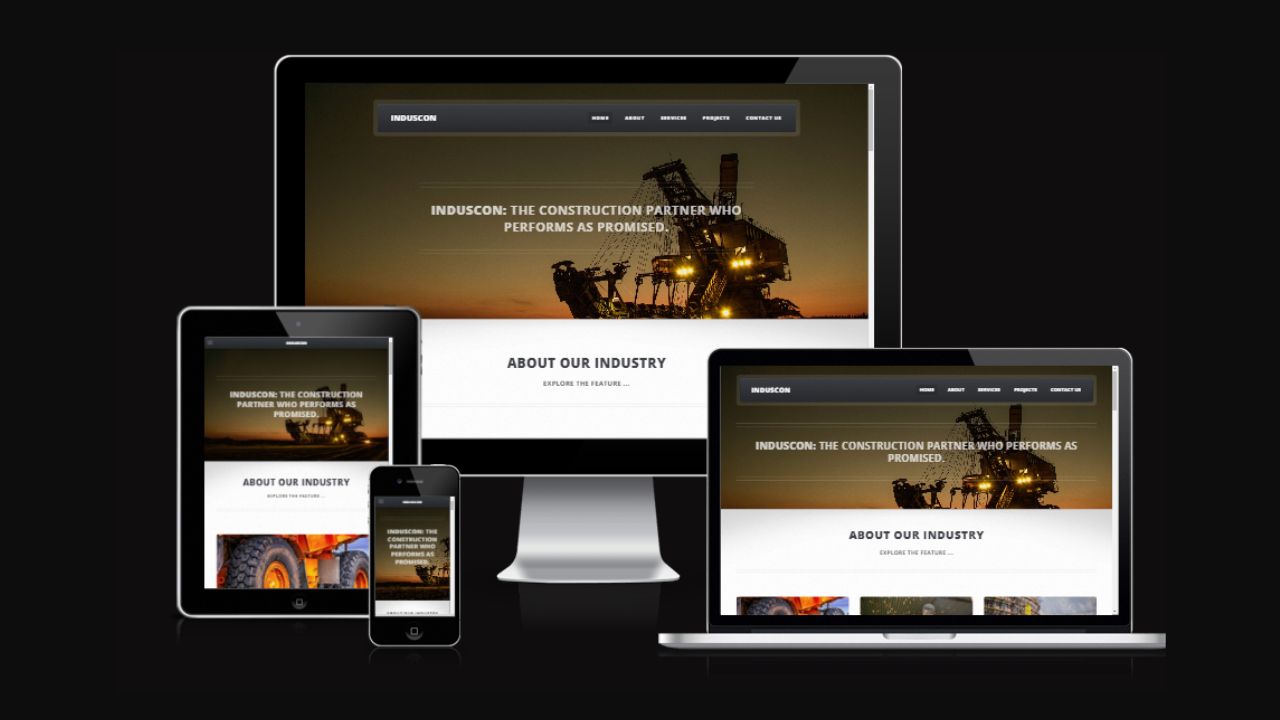 INDUSCON
HOME ABOUT SERVICES PROJECTS CONTACT US
INDUSCON: THE CONSTRUCTION PARTNER WHO
PERFORMS AS PROMISED.
ABOUT OUR INDUSTRY
EXPLORE THE FEATURE ...
INDUSCON
INDUSCON: THE CONSTRUCTION
PARTNER WHO PERFORMS AS
PROMISED.
ABOUT OUR INDUSTRY
EXPLORE THE FEATURE ...
INDUSCON
INDUSCON: THE
CONSTRUCTION
PARTNER WHO
PERFORMS AS
PROMISED.
ABOUT OUR INDUSTRY
INDUSCON
HOME ABOUT SERVICES PROJECTS CONTACT US
INDUSCON: THE CONSTRUCTION PARTNER WHO PERFORMS AS
PROMISED.
ABOUT OUR INDUSTRY
EXPLORE THE FEATURE ...